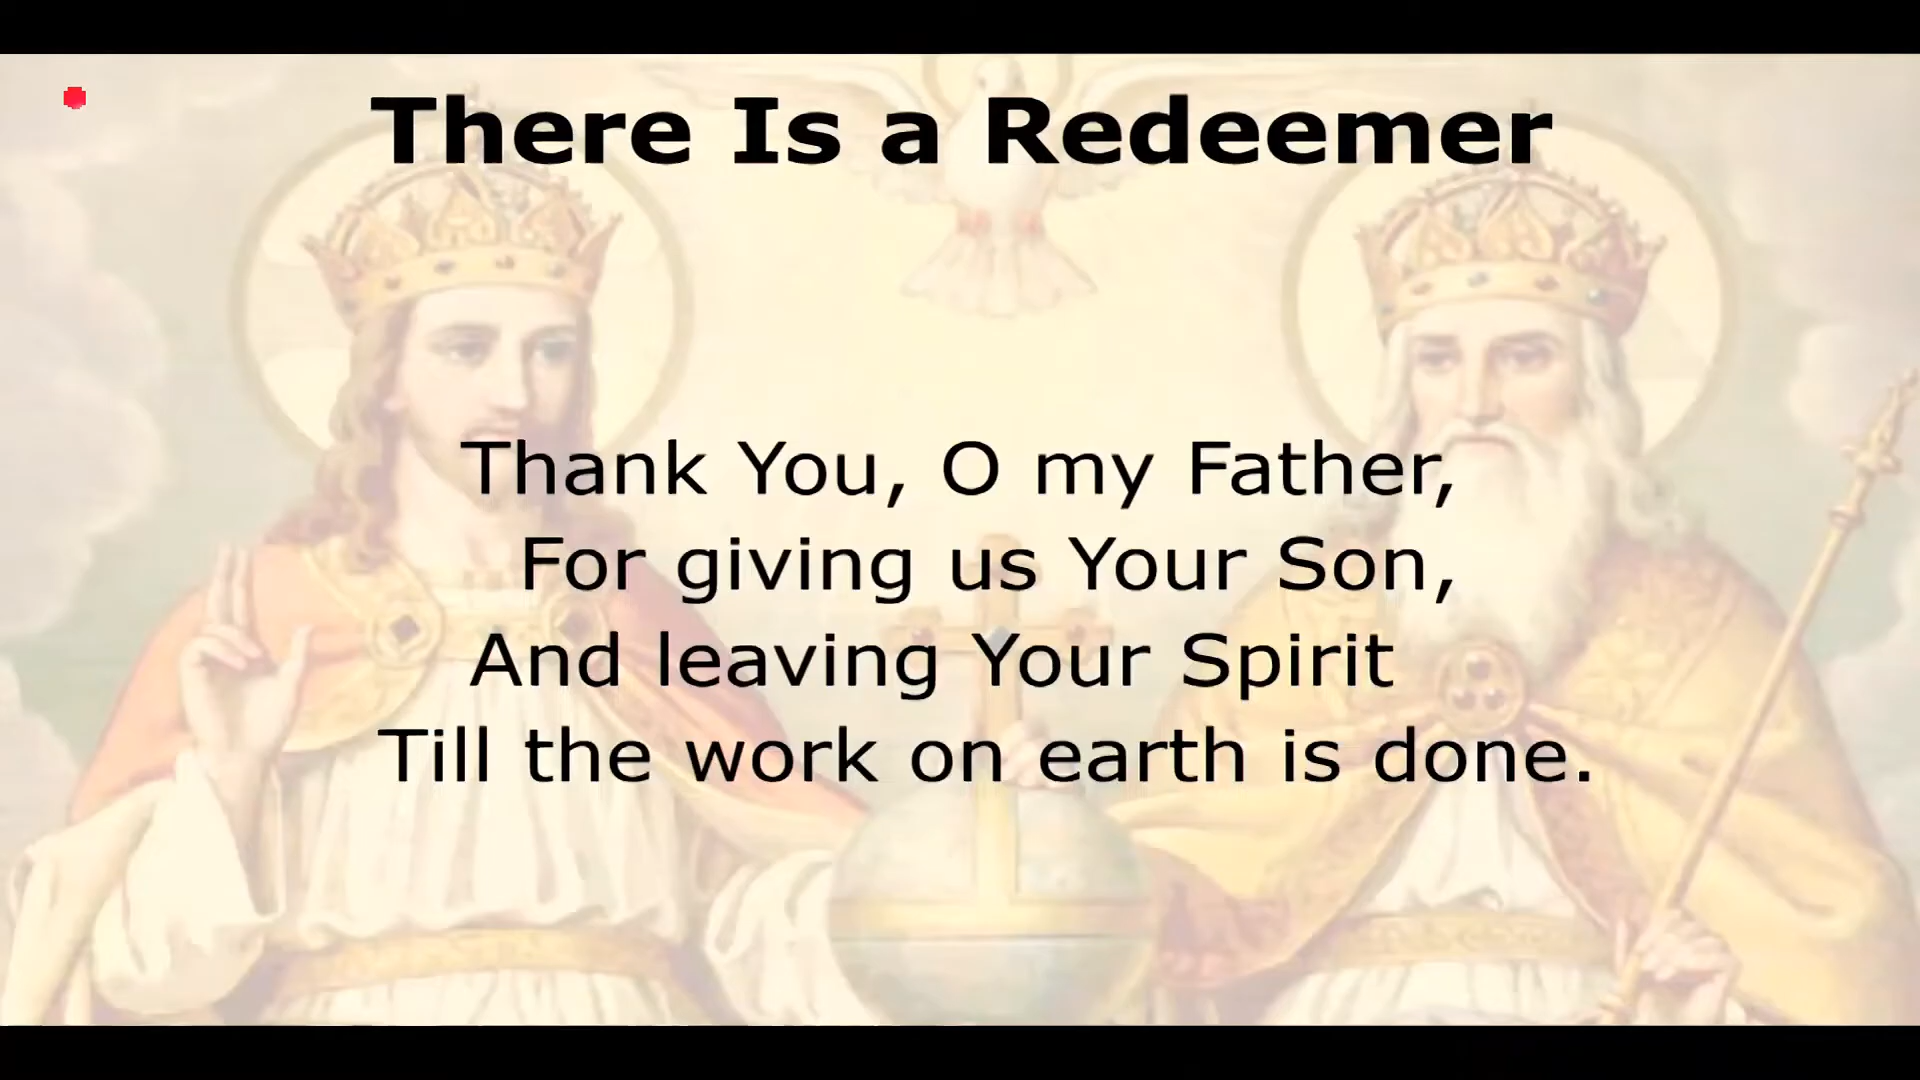 There Is a Redeemer
Thank You, O my Father,
For giving us Your Son,
And leaving Your Spirit
Till the work on earth is done.